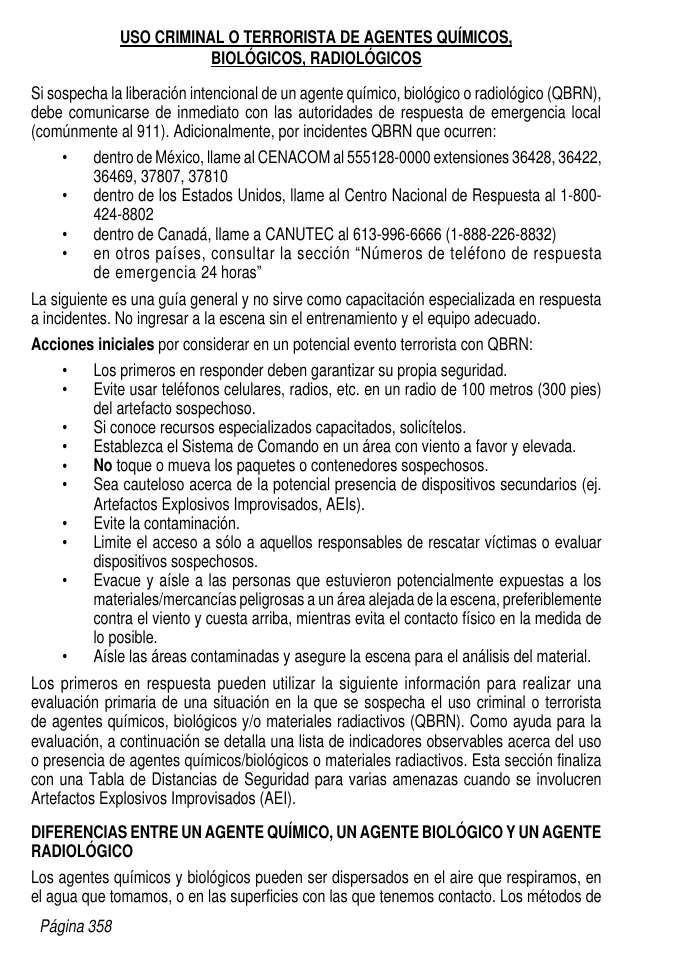 USO CRIMINAL O TERRORISTA DE AGENTES QUÍMICOS,
BIOLÓGICOS, RADIOLÓGICOS
Si sospecha la liberación intencional de un agente químico, biológico o radiológico (QBRN),
debe comunicarse de inmediato con las autoridades de respuesta de emergencia local
(comúnmente al 911). Adicionalmente, por incidentes QBRN que ocurren:
• dentro de México, llame al CENACOM al 555128-0000 extensiones 36428, 36422,
36469, 37807, 37810
• dentro de los Estados Unidos, llame al Centro Nacional de Respuesta al 1-800-
424-8802
• dentro de Canadá, llame a CANUTEC al 613-996-6666 (1-888-226-8832)
• en otros países, consultar la sección “Números de teléfono de respuesta
de emergencia 24 horas”
La siguiente es una guía general y no sirve como capacitación especializada en respuesta
a incidentes. No ingresar a la escena sin el entrenamiento y el equipo adecuado.
Acciones iniciales por considerar en un potencial evento terrorista con QBRN:
• Los primeros en responder deben garantizar su propia seguridad.
• Evite usar teléfonos celulares, radios, etc. en un radio de 100 metros (300 pies)
del artefacto sospechoso.
• Si conoce recursos especializados capacitados, solicítelos.
• Establezca el Sistema de Comando en un área con viento a favor y elevada.
• No toque o mueva los paquetes o contenedores sospechosos.
• Sea cauteloso acerca de la potencial presencia de dispositivos secundarios (ej.
Artefactos Explosivos Improvisados, AEIs).
• Evite la contaminación.
• Limite el acceso a sólo a aquellos responsables de rescatar víctimas o evaluar
dispositivos sospechosos.
• Evacue y aísle a las personas que estuvieron potencialmente expuestas a los
materiales/mercancías peligrosas a un área alejada de la escena, preferiblemente
contra el viento y cuesta arriba, mientras evita el contacto físico en la medida de
lo posible.
• Aísle las áreas contaminadas y asegure la escena para el análisis del material.
Los primeros en respuesta pueden utilizar la siguiente información para realizar una
evaluación primaria de una situación en la que se sospecha el uso criminal o terrorista
de agentes químicos, biológicos y/o materiales radiactivos (QBRN). Como ayuda para la
evaluación, a continuación se detalla una lista de indicadores observables acerca del uso
o presencia de agentes químicos/biológicos o materiales radiactivos. Esta sección finaliza
con una Tabla de Distancias de Seguridad para varias amenazas cuando se involucren
Artefactos Explosivos Improvisados (AEI).
DIFERENCIAS ENTRE UN AGENTE QUÍMICO, UN AGENTE BIOLÓGICO Y UN AGENTE
RADIOLÓGICO
Los agentes químicos y biológicos pueden ser dispersados en el aire que respiramos, en
el agua que tomamos, o en las superficies con las que tenemos contacto. Los métodos de
Página 358